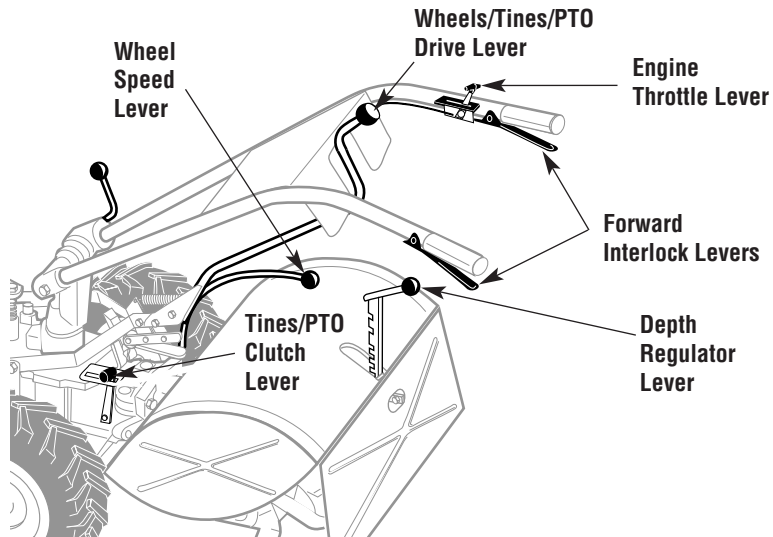 Wheels/Tines/PTO
Drive Lever
Wheel
Speed
Lever
Engine
Throttle Lever
Forward
Interlock Levers
Tines/PTO
Clutch
Lever
Depth
Regulator
Lever